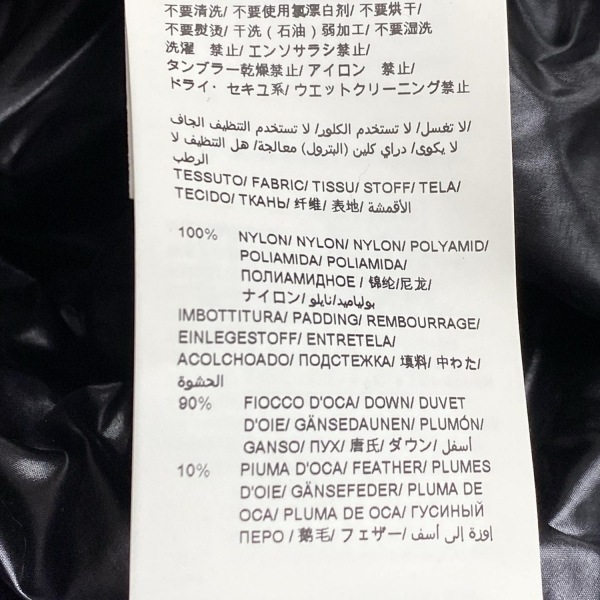 不要清洗/ 不要使用氯漂白剂/ 不要烘干/
不要熨烫/ 干洗 ( 石油 ) 弱加工/ 不要湿洗
洗濯　禁止/ エンソサラシ禁止/
タンブラー乾燥禁止/ アイロン　禁止/
ドライ・ セキユ系/ ウエットクリーニング禁止
/لا تغسل/ لا تستخدم الكلور/ لا تستخدم التنظيف الجاف
لا يكوى/ دراي كلين (البترول) معالجة/ هل التنظيف لا
الرطب
TESSUTO/ FABRIC/ TISSU/ STOFF/ TELA/
TECIDO/ ТКАНЬ/ 纤维/ 表地/ الأقمشة
100% NYLON/ NYLON/ NYLON/ POLYAMID/
POLIAMIDA/ POLIAMIDA/
ПОЛИАМИДНОЕ / 锦纶/尼龙/
ナイロン/ بولياميد/نايلو
IMBOTTITURA/ PADDING/ REMBOURRAGE/
EINLEGESTOFF/ ENTRETELA/
ACOLCHOADO/ ПОДСТЕЖКА/ 填料/ 中わた/
الحشوة
90% FIOCCO D'OCA/ DOWN/ DUVET
D'OIE/ GÄNSEDAUNEN/ PLUMÓN/
GANSO/ ПУХ/ 唐氏/ ダウン/ أسفل
10% PIUMA D'OCA/ FEATHER/ PLUMES
D'OIE/ GÄNSEFEDER/ PLUMA DE
OCA/ PLUMA DE OCA/ ГУСИНЫЙ
ПЕРО / 鹅毛/ フェザー/ اوزة إلى أسف